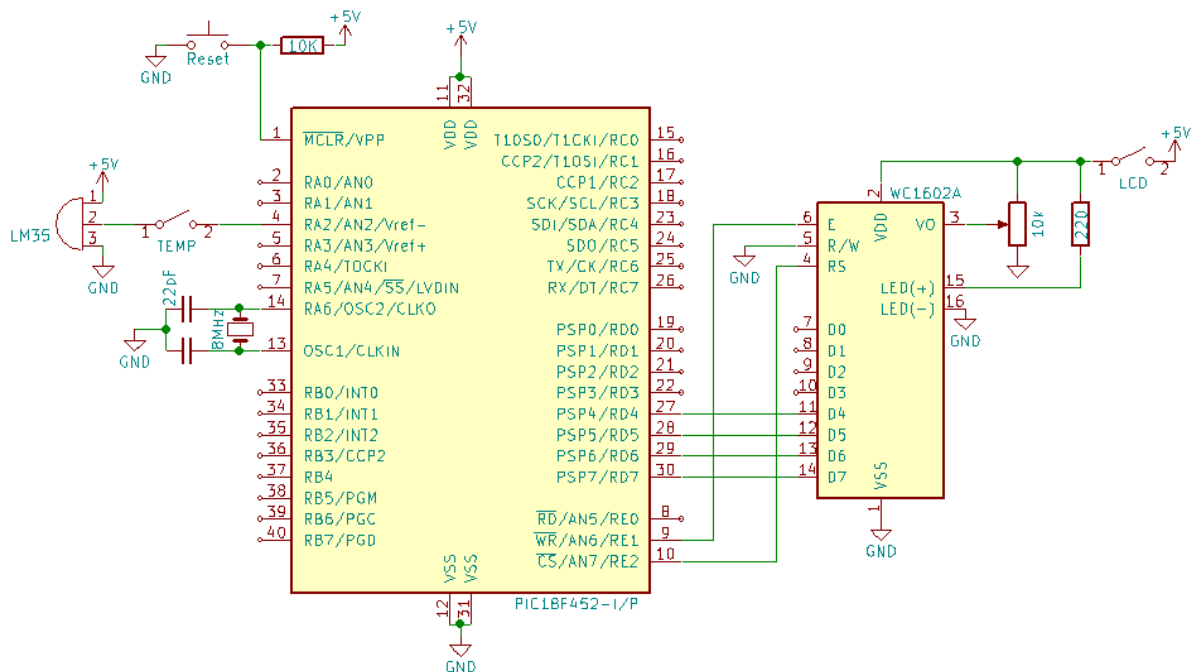 +5V
Reset
10K
GND
+5V
11
32
VDD
VDD
1 MCLR/VPP
2 RA0/AN0
3 RA1/AN1
4 RA2/AN2/Vref-
5 RA3/AN3/Vref+
6 RA4/TOCKI
7 RA5/AN4/SS/LVDIN
14 RA6/OSC2/CLKO
13 OSC1/CLKIN
33 RB0/INT0
34 RB1/INT1
35 RB2/INT2
36 RB3/CCP2
37 RB4
38 RB5/PGM
39 RB6/PGC
40 RB7/PGD
T1OSO/T1CKI/RC0 15
CCP2/T1OSI/RC1 16
CCP1/RC2 17
SCK/SCL/RC3 18
SDI/SDA/RC4 23
SDO/RC5 24
TX/CK/RC6 25
RX/DT/RC7 26
PSP0/RD0 19
PSP1/RD1 20
PSP2/RD2 21
PSP3/RD3 22
PSP4/RD4 27
PSP5/RD5 28
PSP6/RD6 29
PSP7/RD7 30
RD/AN5/RE0 8
WR/AN6/RE1 9
CS/AN7/RE2 10
VSS
VSS
12
31
PIC18F452-I/P
GND
+5V
LM35
1
2
3
GND
1 2
TEMP
22pF
8MHz
GND
+5V
1 2
LCD
WC1602A
2
VDD
6 E
5 R/W
4 RS
GND
VO 3
10k
220
LED(+) 15
LED(-) 16
GND
7 D0
8 D1
9 D2
10 D3
11 D4
12 D5
13 D6
14 D7
VSS
1
GND